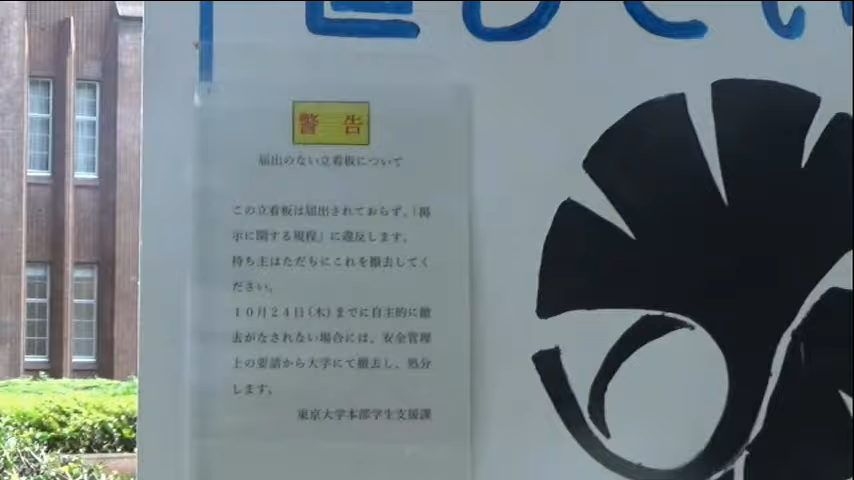 警 告
届出のない立看板について
この立看板は届出されておらず、「掲
示に関する規程」に違反します。
持ち主はただちにこれを撤去してく
ださい。
10月24日(木)までに自主的に撤
去がなされない場合には、安全管理
上の要請から大学にて撤去し、処分
します。
東京大学本部学生支援課